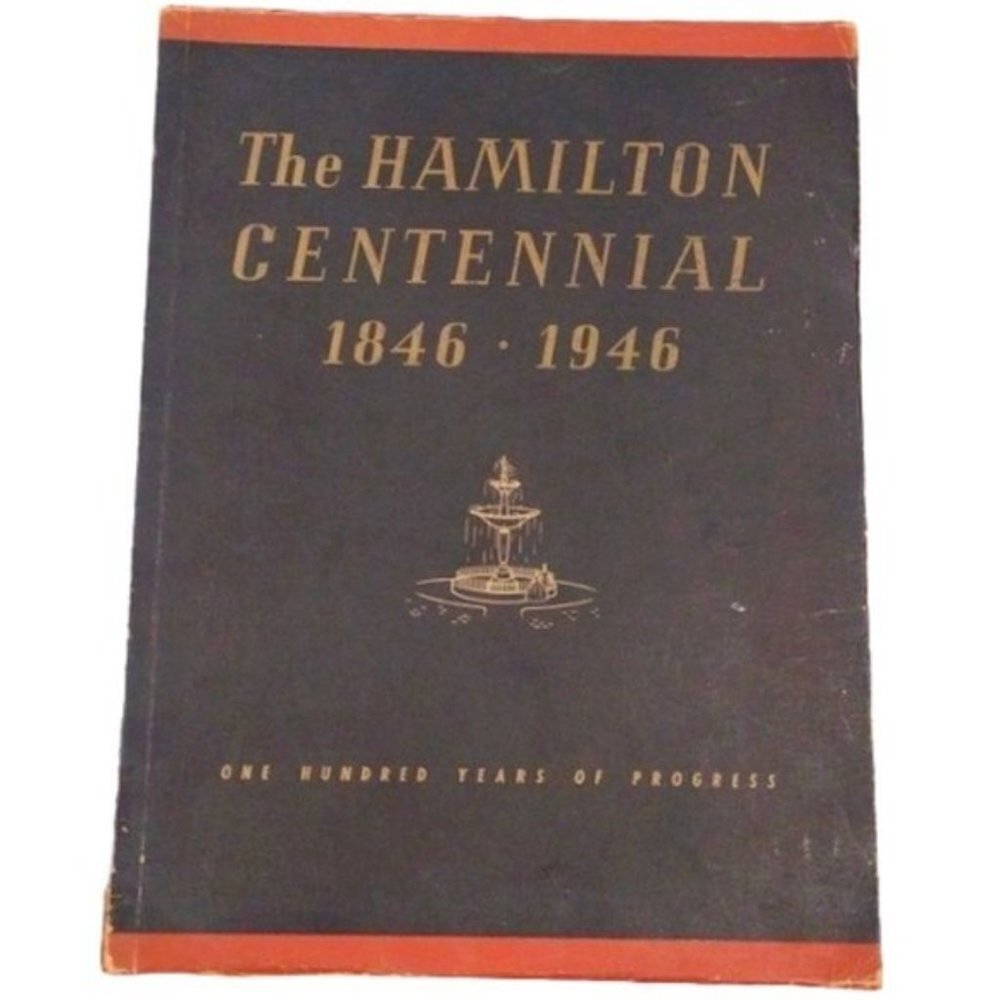 The HAMILTON
CENTENNIAL
1846 · 1946
ONE HUNDRED YEARS OF PROGRESS